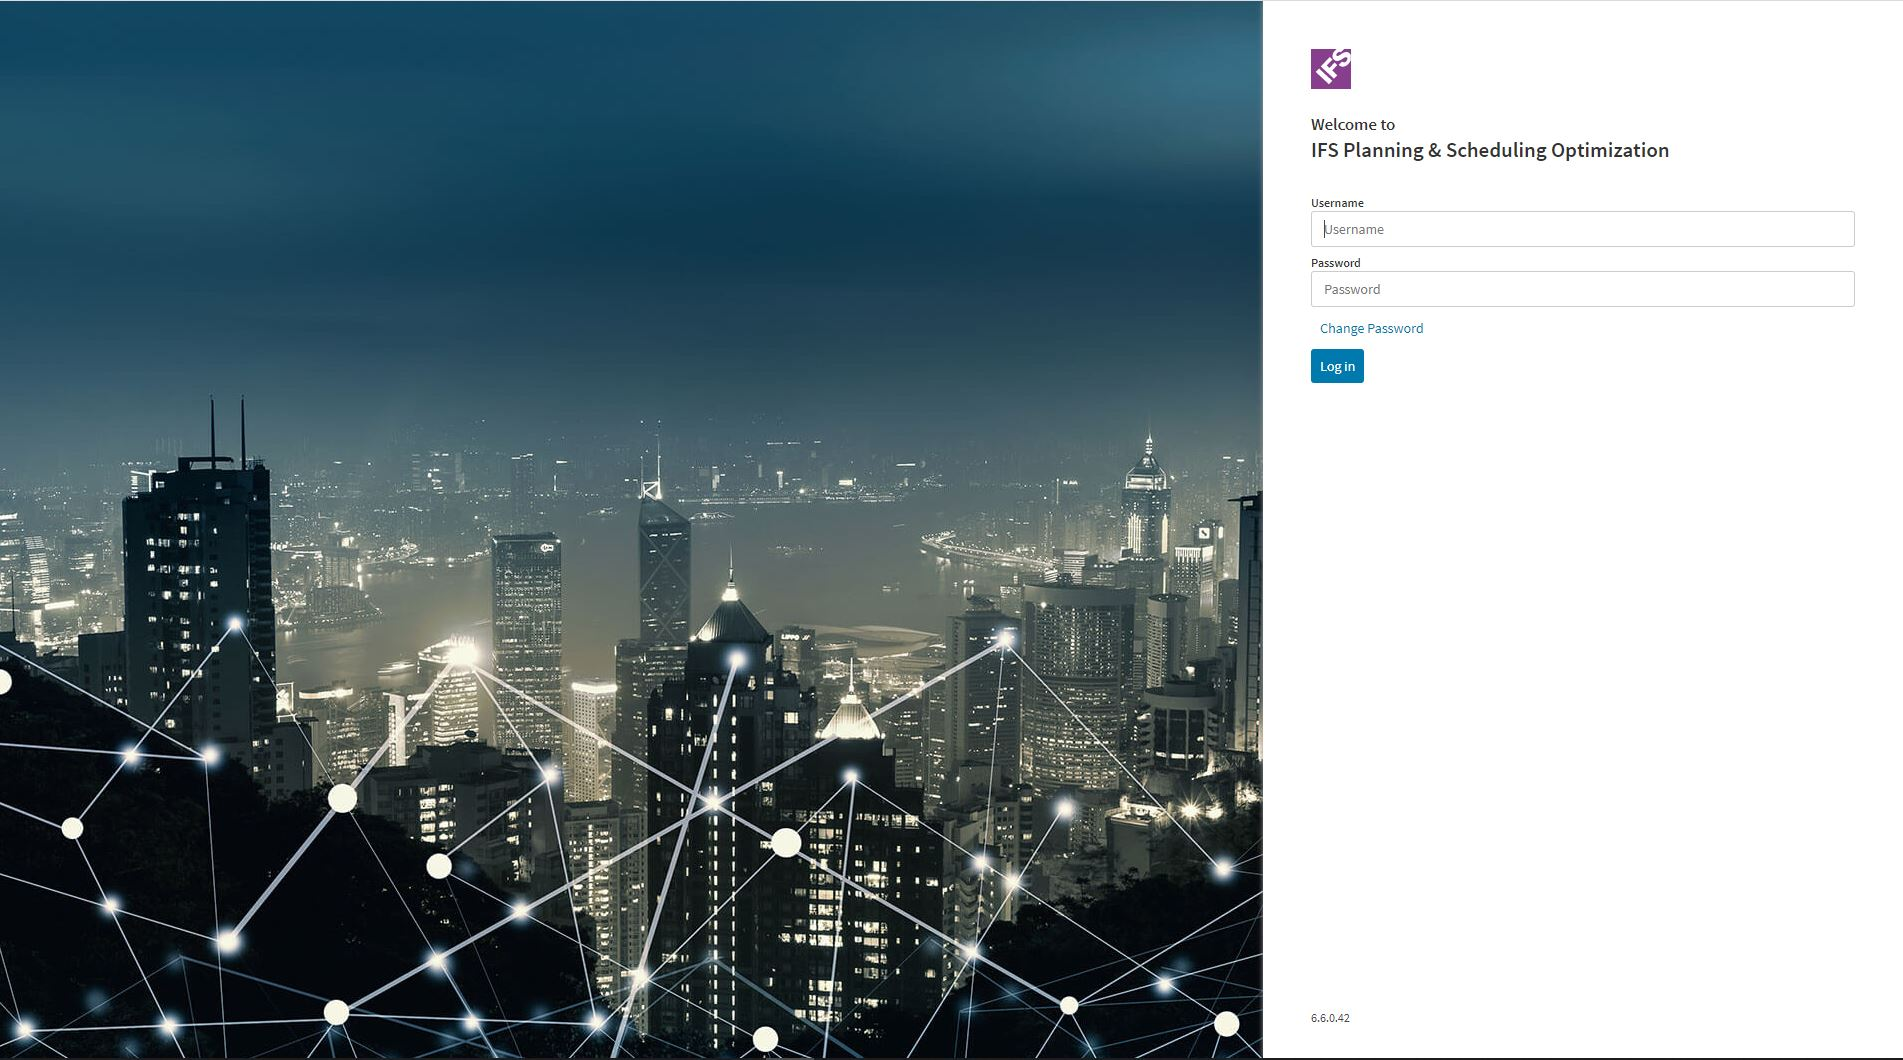 IFS
Welcome to
IFS Planning & Scheduling Optimization
Username
Username
Password
Password
Change Password
Log in
LIPPO
6.6.0.42